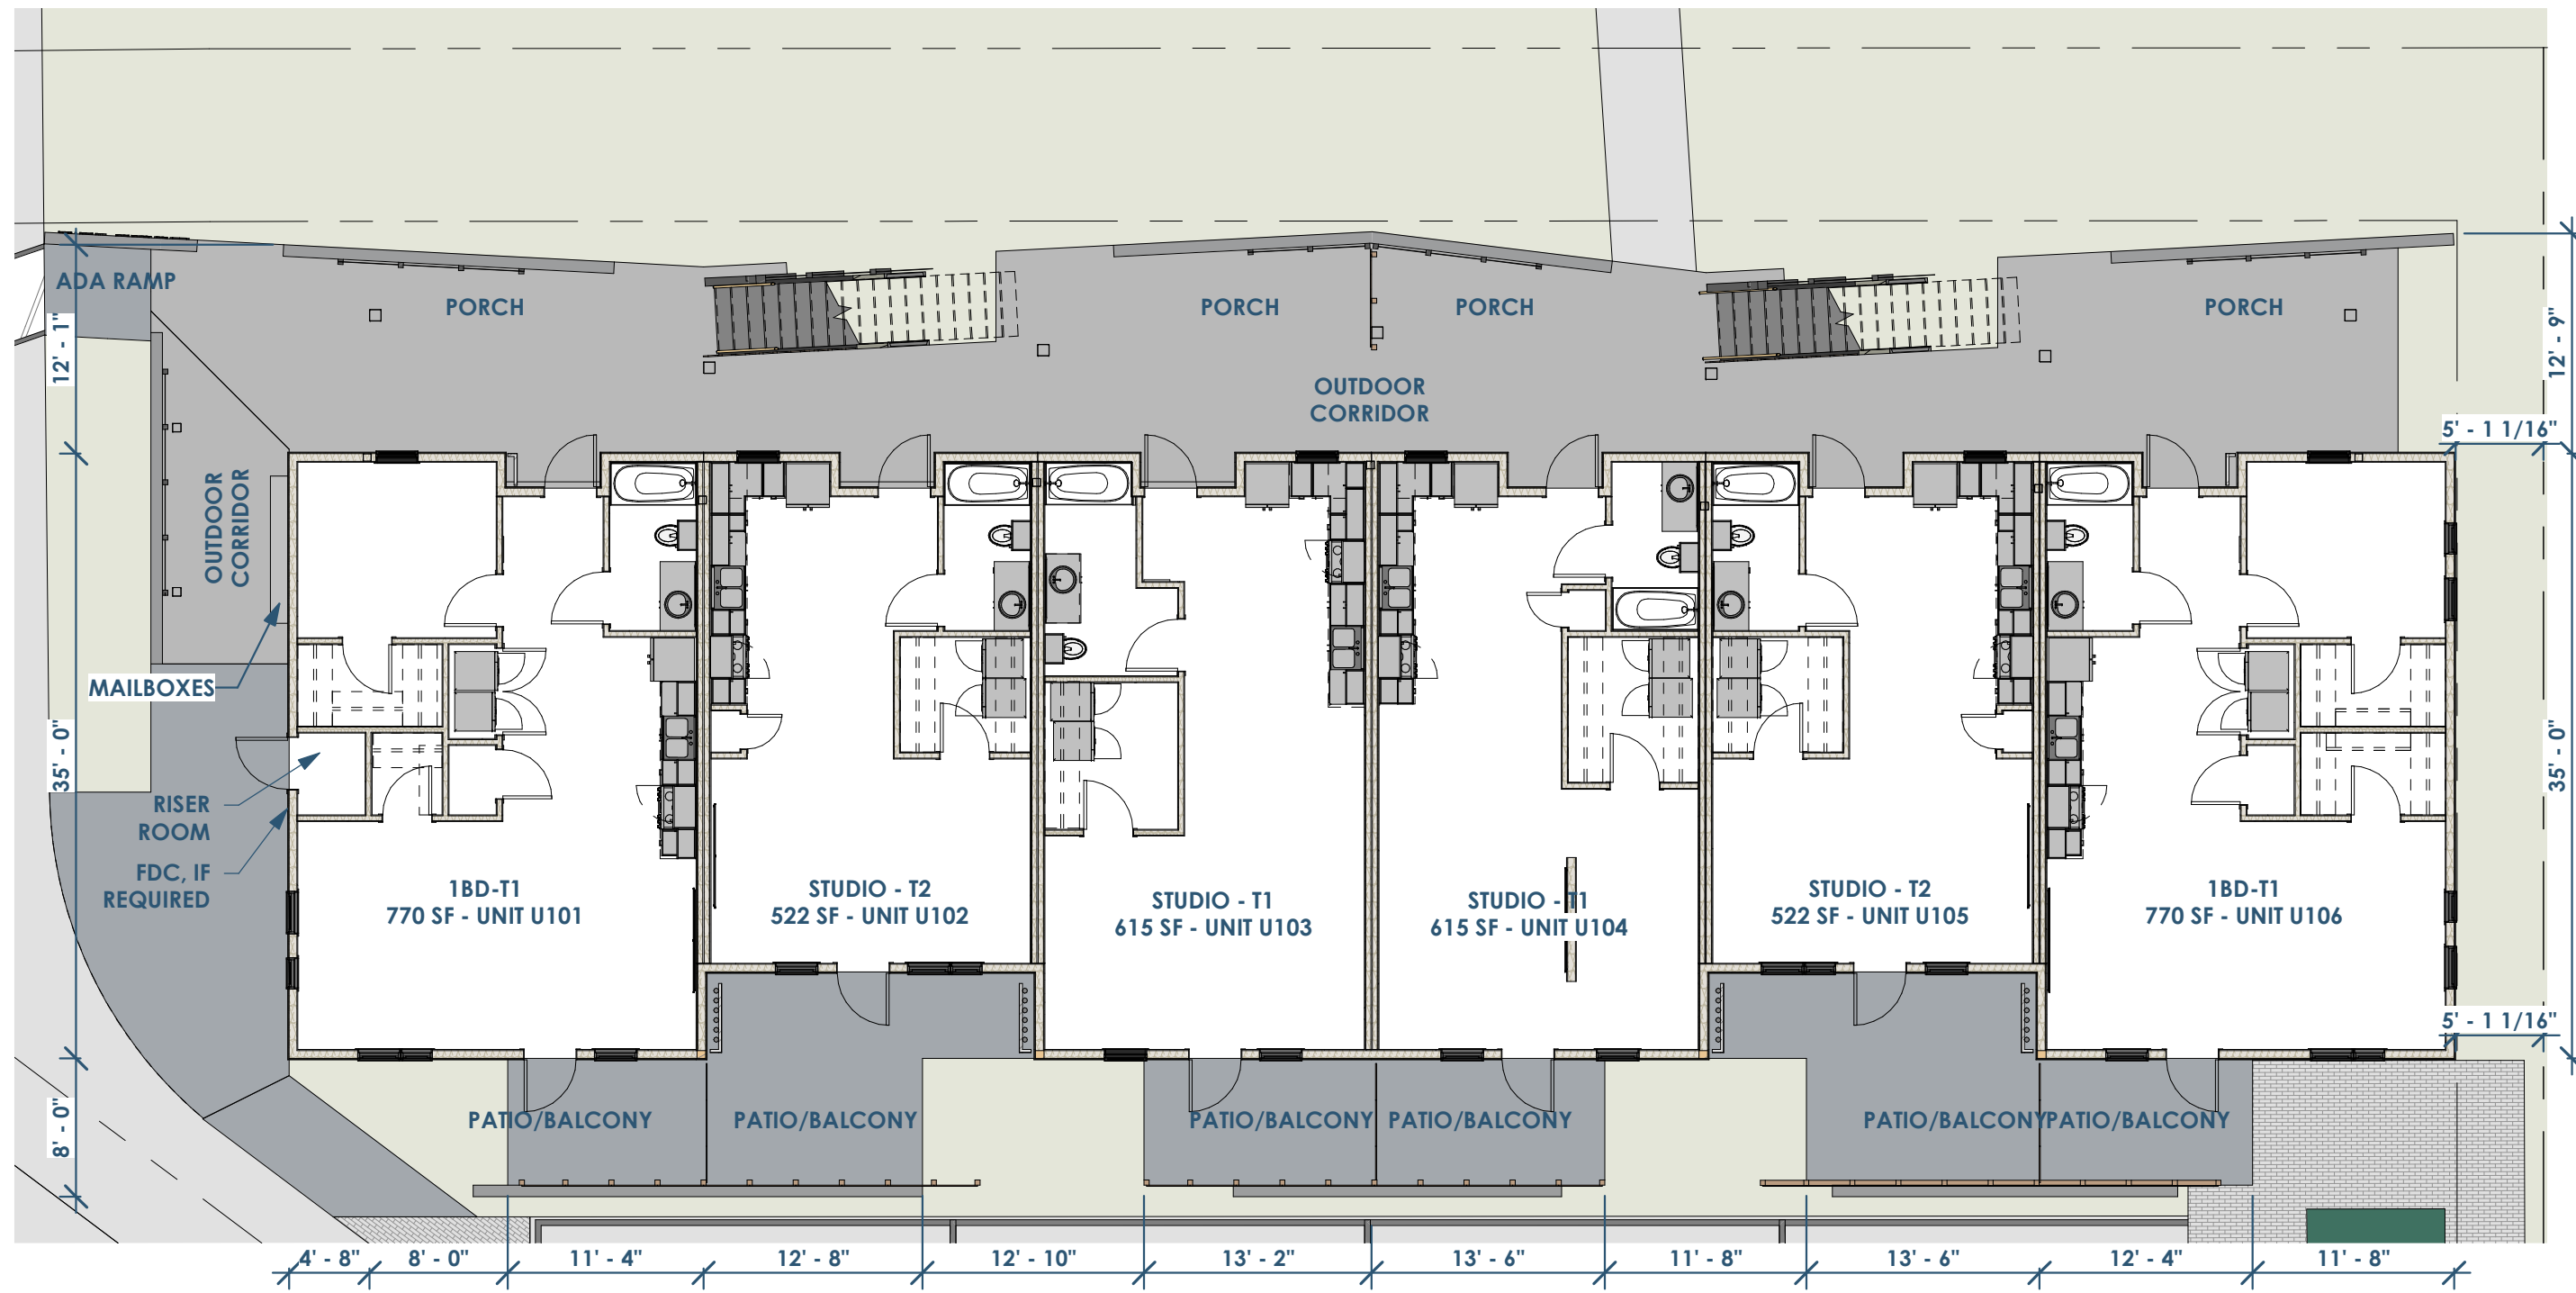 ADA RAMP
PORCH
PORCH
PORCH
PORCH
12' - 1"
12' - 9"
OUTDOOR
CORRIDOR
5' - 1 1/16"
OUTDOOR
CORRIDOR
MAILBOXES
35' - 0"
35' - 0"
RISER
ROOM
FDC, IF
REQUIRED
1BD-T1
770 SF - UNIT U101
STUDIO - T2
522 SF - UNIT U102
STUDIO - T1
615 SF - UNIT U103
STUDIO - T1
615 SF - UNIT U104
STUDIO - T2
522 SF - UNIT U105
1BD-T1
770 SF - UNIT U106
5' - 1 1/16"
8' - 0"
PATIO/BALCONY
PATIO/BALCONY
PATIO/BALCONY
PATIO/BALCONY
PATIO/BALCONY
PATIO/BALCONY
4' - 8"
8' - 0"
11' - 4"
12' - 8"
12' - 10"
13' - 2"
13' - 6"
11' - 8"
13' - 6"
12' - 4"
11' - 8"